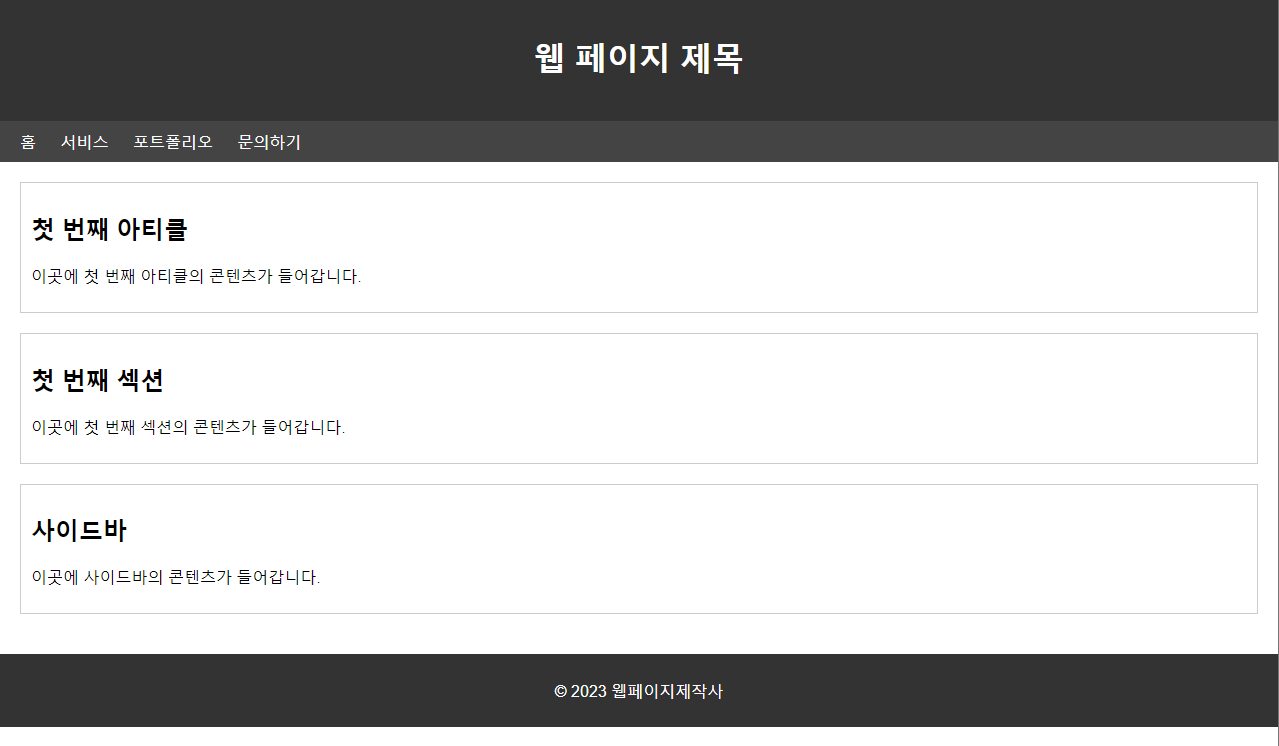 웹 페이지 제목
홈 서비스 포트폴리오 문의하기
첫 번째 아티클
이곳에 첫 번째 아티클의 콘텐츠가 들어갑니다.
첫 번째 섹션
이곳에 첫 번째 섹션의 콘텐츠가 들어갑니다.
사이드바
이곳에 사이드바의 콘텐츠가 들어갑니다.
© 2023 웹페이지제작사